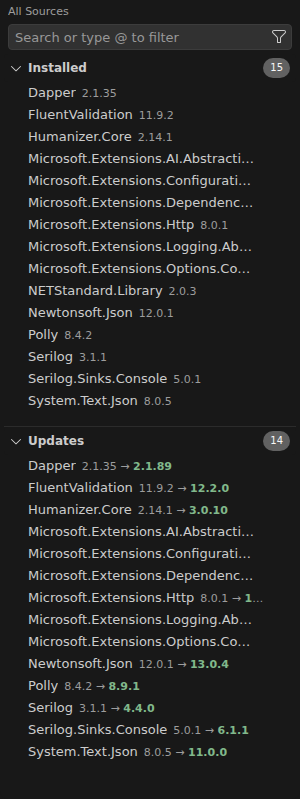 All Sources
Search or type @ to filter
Installed 15
Dapper 2.1.35
FluentValidation 11.9.2
Humanizer.Core 2.14.1
Microsoft.Extensions.AI.Abstracti...
Microsoft.Extensions.Configurati...
Microsoft.Extensions.Dependenc...
Microsoft.Extensions.Http 8.0.1
Microsoft.Extensions.Logging.Ab...
Microsoft.Extensions.Options.Co...
NETStandard.Library 2.0.3
Newtonsoft.Json 12.0.1
Polly 8.4.2
Serilog 3.1.1
Serilog.Sinks.Console 5.0.1
System.Text.Json 8.0.5
Updates 14
Dapper 2.1.35 → 2.1.89
FluentValidation 11.9.2 → 12.2.0
Humanizer.Core 2.14.1 → 3.0.10
Microsoft.Extensions.AI.Abstracti...
Microsoft.Extensions.Configurati...
Microsoft.Extensions.Dependenc...
Microsoft.Extensions.Http 8.0.1 → 1...
Microsoft.Extensions.Logging.Ab...
Microsoft.Extensions.Options.Co...
Newtonsoft.Json 12.0.1 → 13.0.4
Polly 8.4.2 → 8.9.1
Serilog 3.1.1 → 4.4.0
Serilog.Sinks.Console 5.0.1 → 6.1.1
System.Text.Json 8.0.5 → 11.0.0